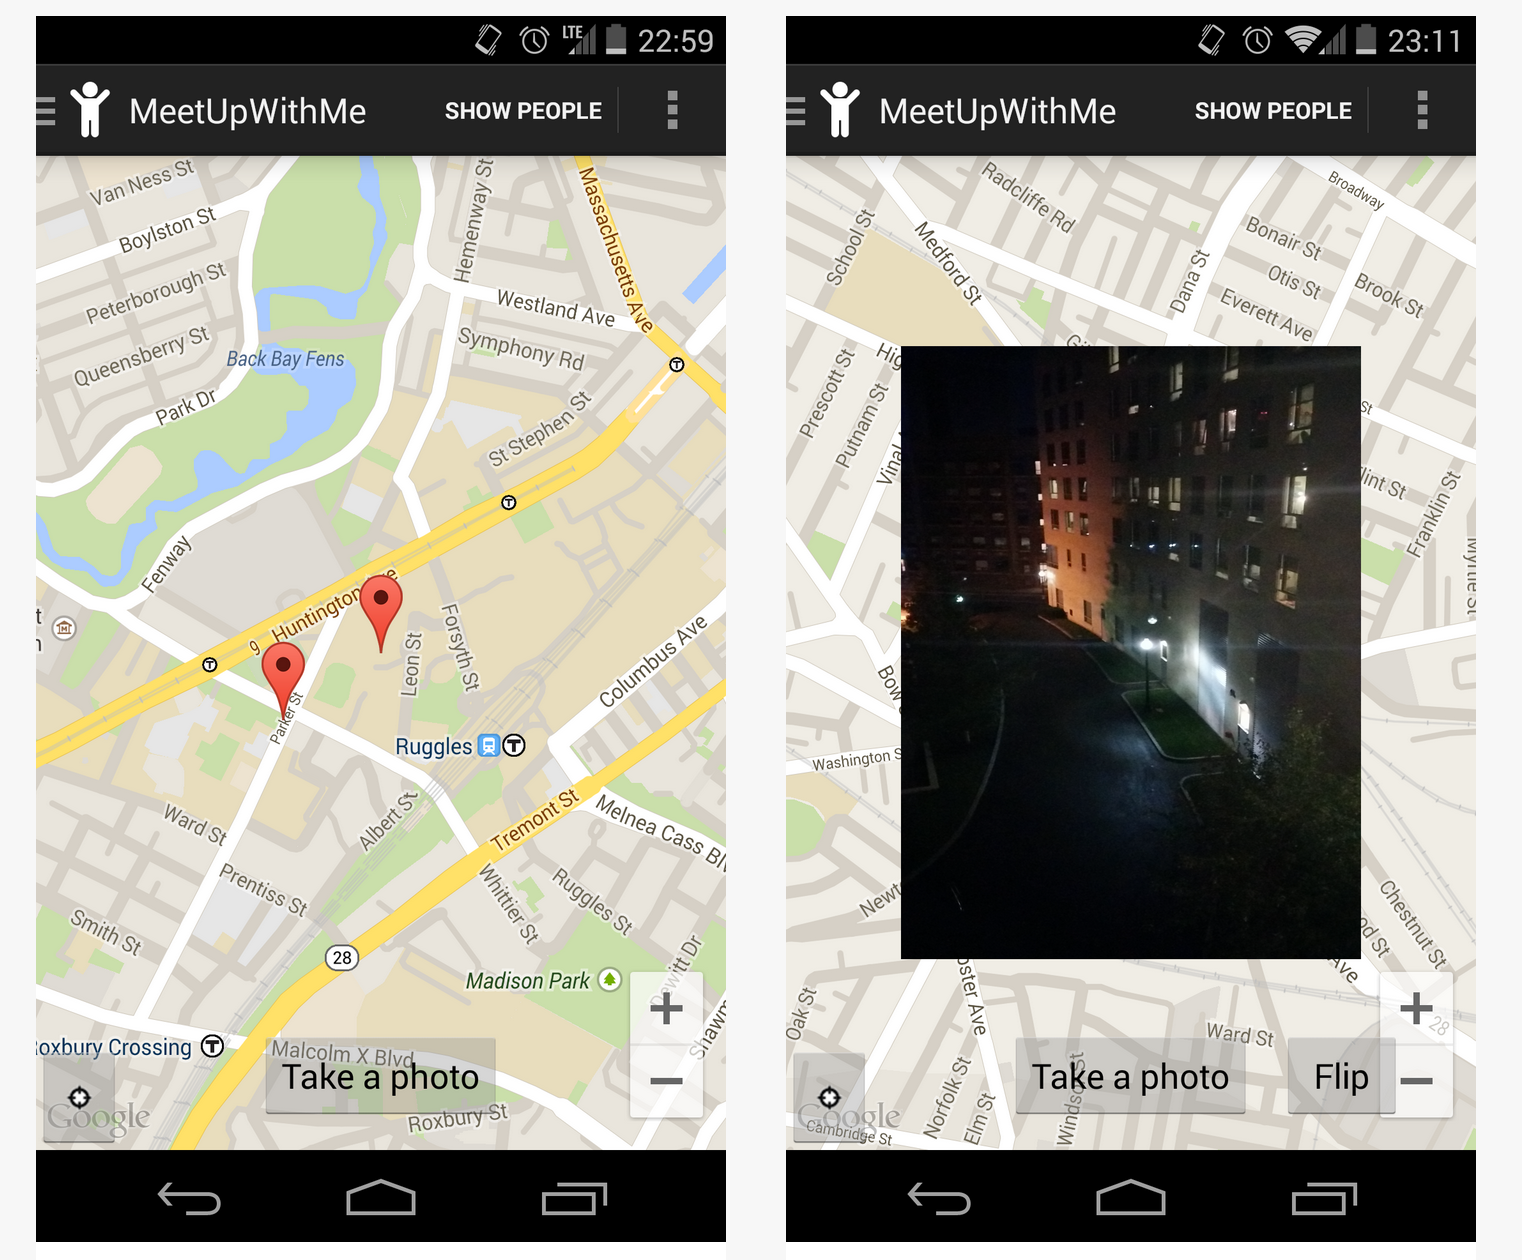 LTE 22:59
MeetUpWithMe SHOW PEOPLE
Van Ness St
Boylston St
Hemenway St
Massachusetts Ave
Peterborough St
Westland Ave
Queensberry St
Back Bay Fens
Symphony Rd
Park Dr
St Stephen St
T
T
Fenway
9 Huntington
Forsyth St
Leon St
T
Columbus Ave
Parker St
Ruggles T
Albert St
Tremont St
Melnea Cass Blv
Ward St
Prentiss St
Whittier St
Ruggles St
Smith St
28
Madison Park
Dewitt Dr
Shawm
oxbury Crossing T
Malcolm X Blvd
Take a photo
+
−
Google
Roxbury St
23:11
MeetUpWithMe SHOW PEOPLE
Radcliffe Rd
Broadway
School St
Medford St
Bonair St
Dana St
Otis St
Brook St
Everett Ave
Prescott St
Putnam St
St
Vinal
lint St
Franklin St
Myrtle St
Bow
Washington S
Newt
Chestnut St
od St
Ave
oster Ave
Oak St
Ward St
28
Take a photo
Flip
+
−
Google
Norfolk St
Elm St
Windsor St
Cambridge St